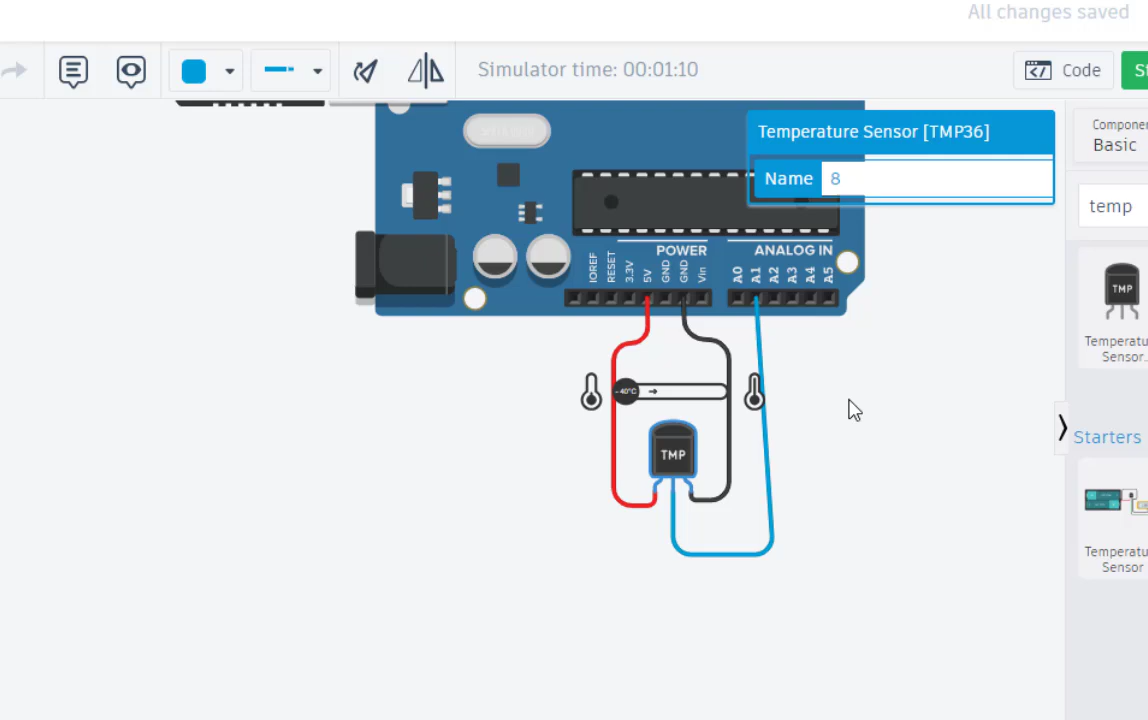 All changes saved
Simulator time: 00:01:10
Code
Temperature Sensor [TMP36]
Name 8
Componen
Basic
temp
POWER
ANALOG IN
IOREF
RESET
3.3V
5V
GND
GND
Vin
A0
A1
A2
A3
A4
A5
-40°C
TMP
TMP
Temperatu
Sensor...
Starters
Temperatu
Sensor